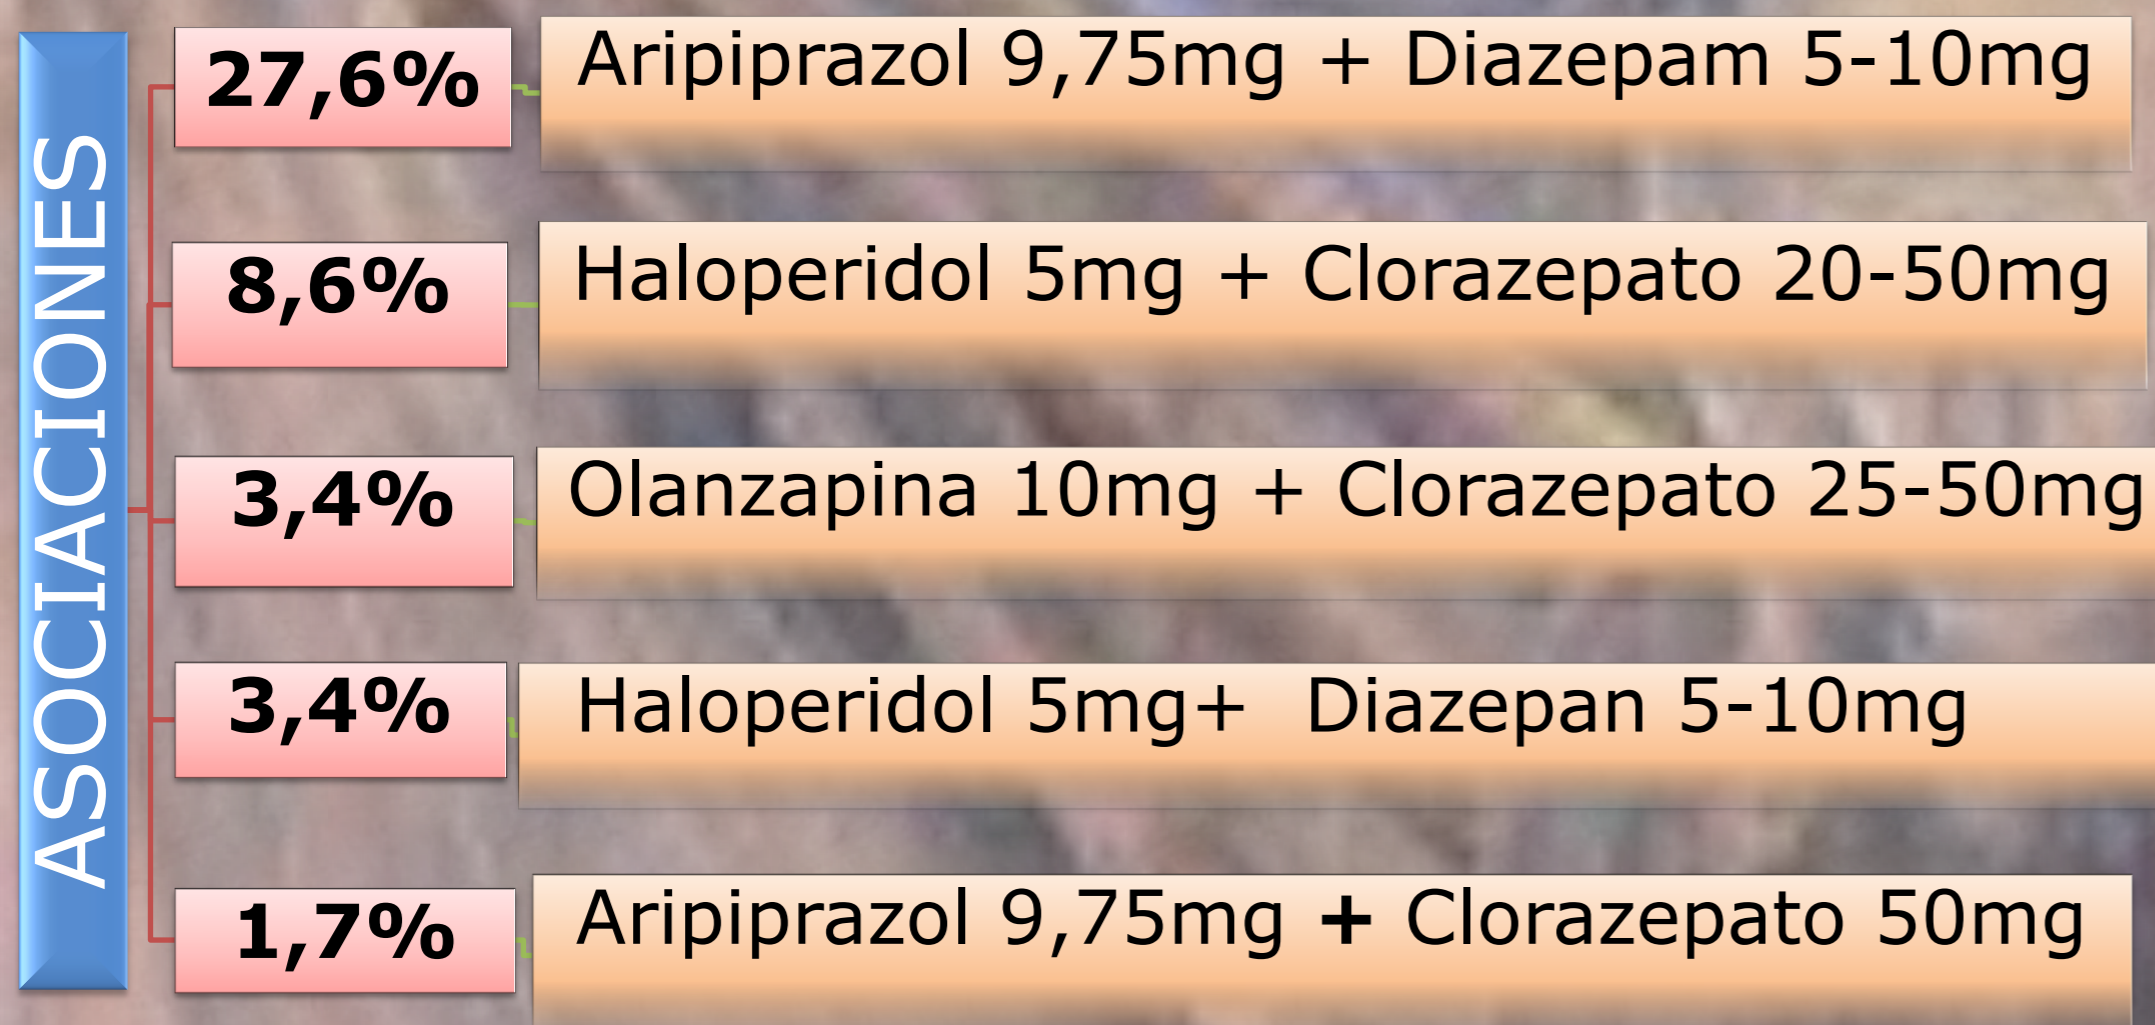 ASOCIACIONES
27,6%
Aripiprazol 9,75mg + Diazepam 5-10mg
8,6%
Haloperidol 5mg + Clorazepato 20-50mg
3,4%
Olanzapina 10mg + Clorazepato 25-50mg
3,4%
Haloperidol 5mg+ Diazepan 5-10mg
1,7%
Aripiprazol 9,75mg + Clorazepato 50mg